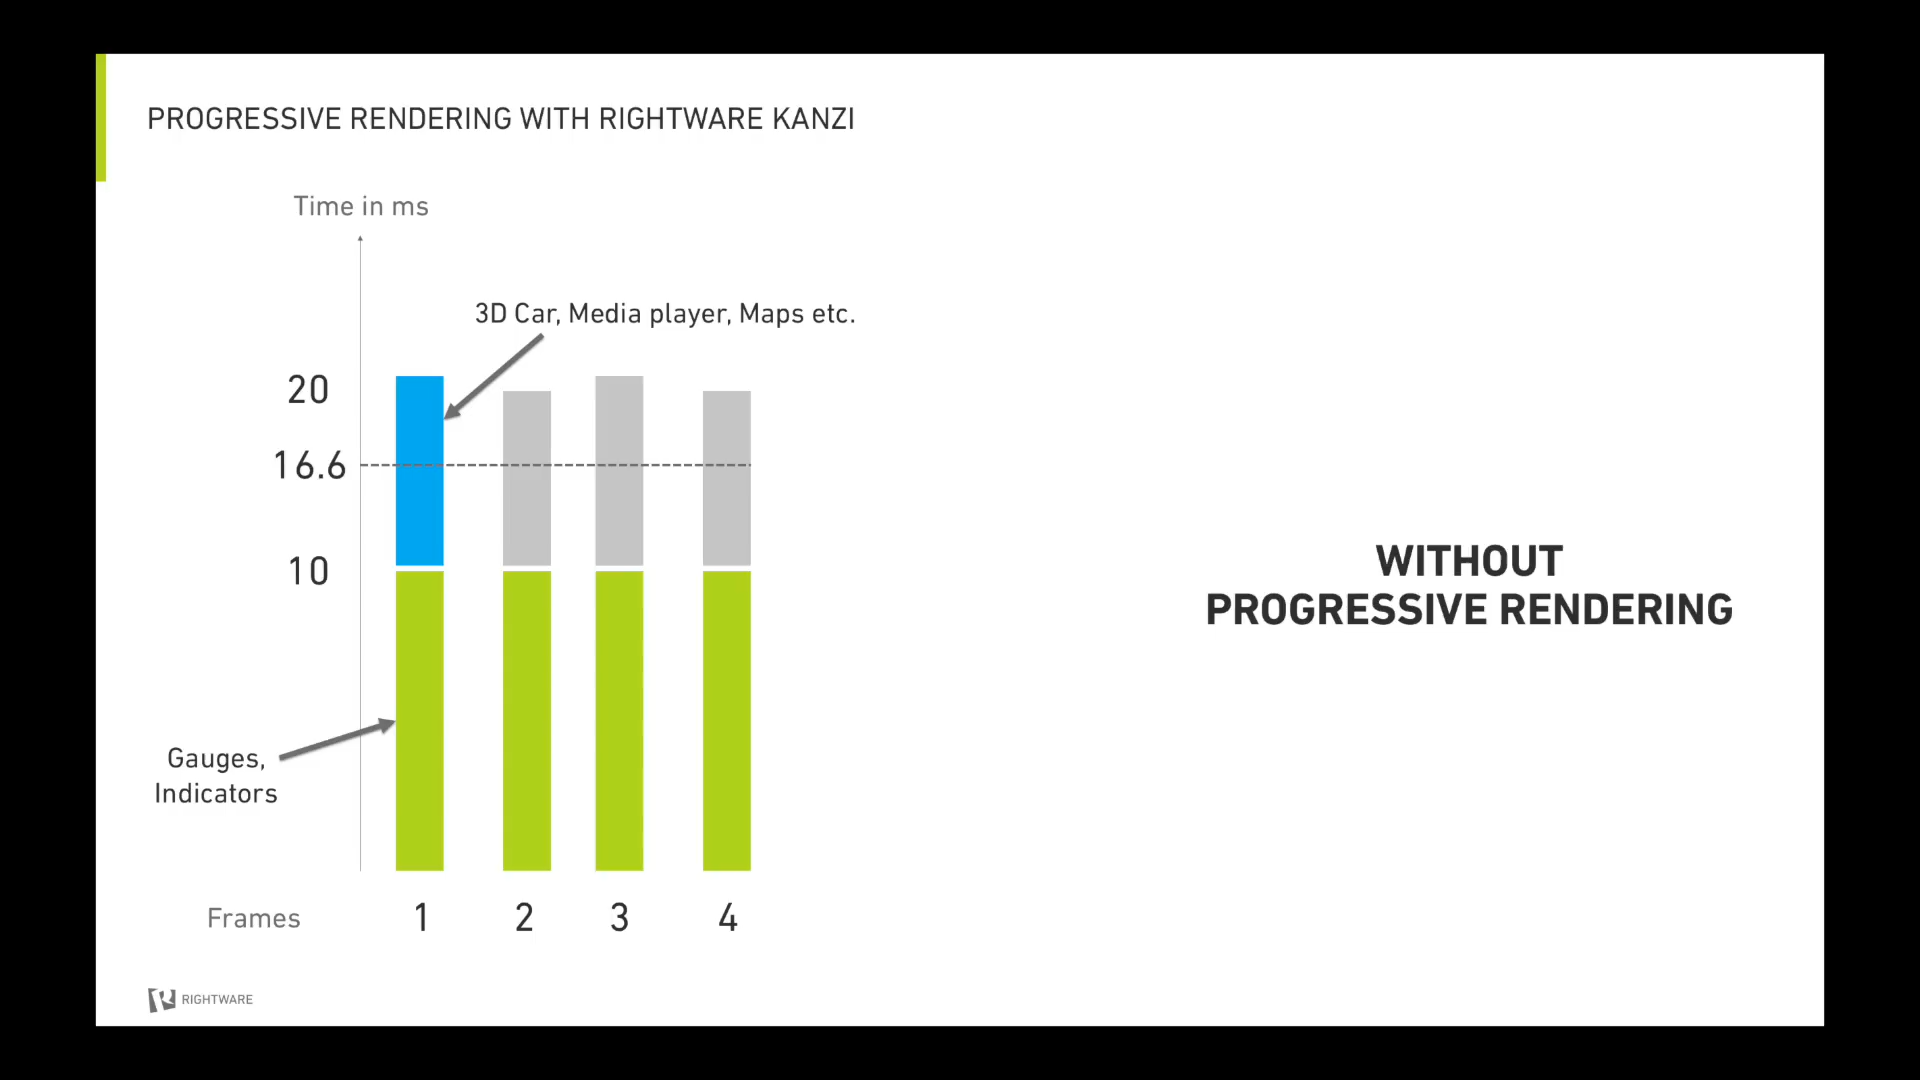 PROGRESSIVE RENDERING WITH RIGHTWARE KANZI
Time in ms
3D Car, Media player, Maps etc.
20
16.6
10
WITHOUT
PROGRESSIVE RENDERING
Gauges,
Indicators
Frames 1 2 3 4
RIGHTWARE